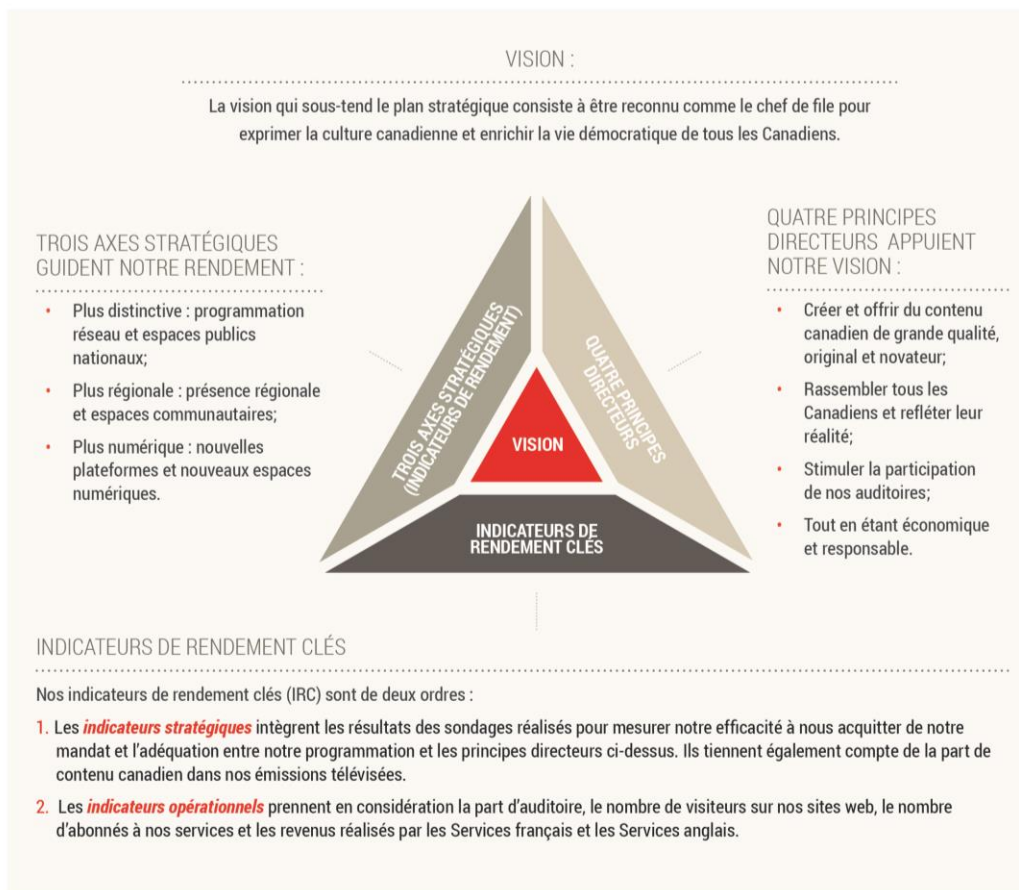 VISION :
La vision qui sous-tend le plan stratégique consiste à être reconnu comme le chef de file pour
exprimer la culture canadienne et enrichir la vie démocratique de tous les Canadiens.
TROIS AXES STRATÉGIQUES
GUIDENT NOTRE RENDEMENT :
• Plus distinctive : programmation
réseau et espaces publics
nationaux;
• Plus régionale : présence régionale
et espaces communautaires;
• Plus numérique : nouvelles
plateformes et nouveaux espaces
numériques.
TROIS AXES STRATÉGIQUES
(INDICATEURS DE RENDEMENT)
QUATRE PRINCIPES
DIRECTEURS
VISION
INDICATEURS DE
RENDEMENT CLÉS
QUATRE PRINCIPES
DIRECTEURS APPUIENT
NOTRE VISION :
• Créer et offrir du contenu
canadien de grande qualité,
original et novateur;
• Rassembler tous les
Canadiens et refléter leur
réalité;
• Stimuler la participation
de nos auditoires;
• Tout en étant économique
et responsable.
INDICATEURS DE RENDEMENT CLÉS
Nos indicateurs de rendement clés (IRC) sont de deux ordres :
1. Les indicateurs stratégiques intègrent les résultats des sondages réalisés pour mesurer notre efficacité à nous acquitter de notre
mandat et l'adéquation entre notre programmation et les principes directeurs ci-dessus. Ils tiennent également compte de la part de
contenu canadien dans nos émissions télévisées.
2. Les indicateurs opérationnels prennent en considération la part d'auditoire, le nombre de visiteurs sur nos sites web, le nombre
d'abonnés à nos services et les revenus réalisés par les Services français et les Services anglais.